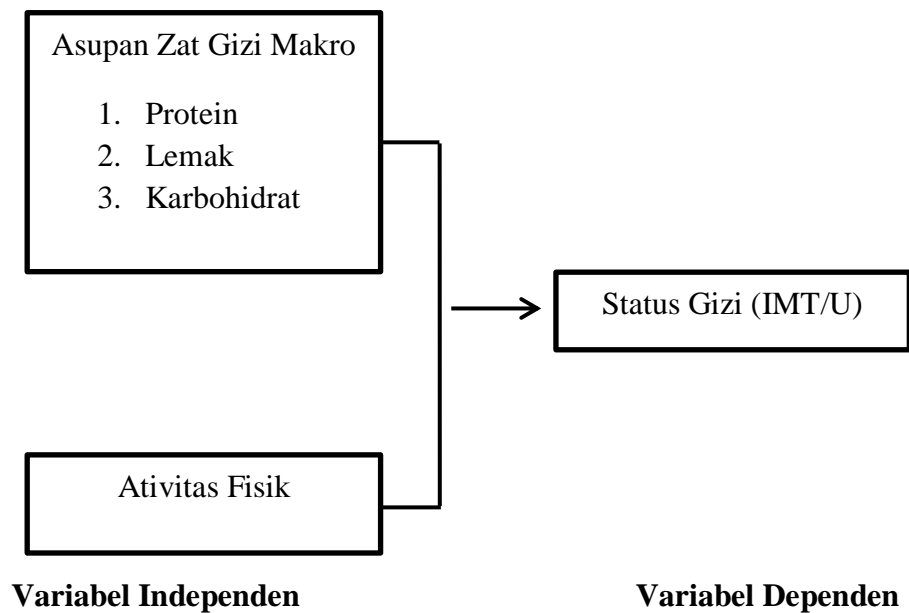 Asupan Zat Gizi Makro
1. Protein
2. Lemak
3. Karbohidrat
Status Gizi (IMT/U)
Ativitas Fisik
Variabel Independen
Variabel Dependen